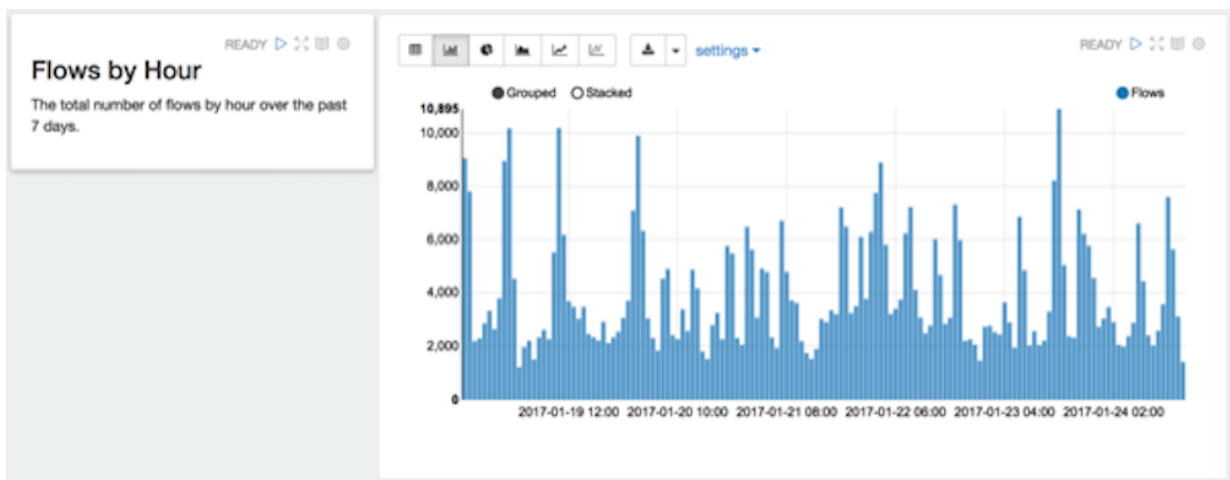 READY
Flows by Hour
The total number of flows by hour over the past
7 days.
settings
READY
Grouped Stacked
Flows
10,895
10,000
8,000
6,000
4,000
2,000
0
2017-01-19 12:00 2017-01-20 10:00 2017-01-21 08:00 2017-01-22 06:00 2017-01-23 04:00 2017-01-24 02:00